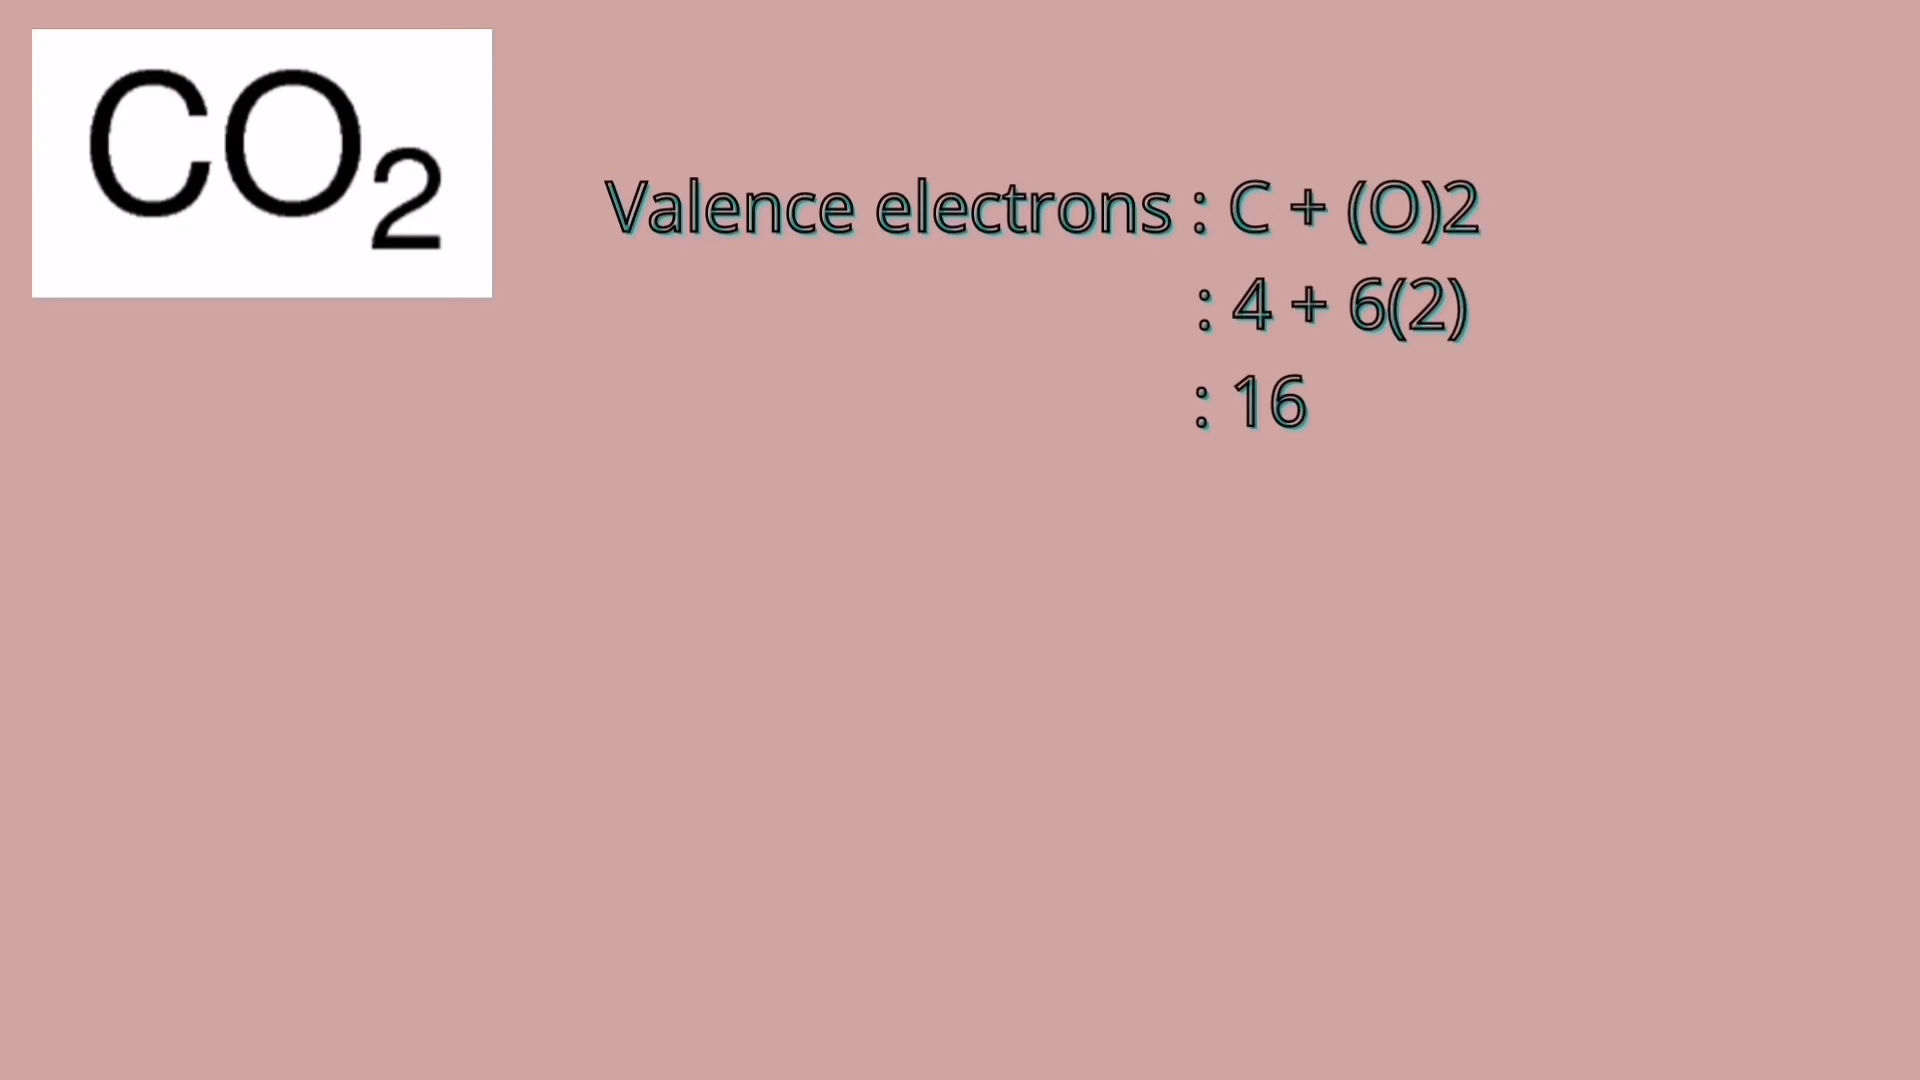 CO₂
Valence electrons : C + (O)2
: 4 + 6(2)
: 16